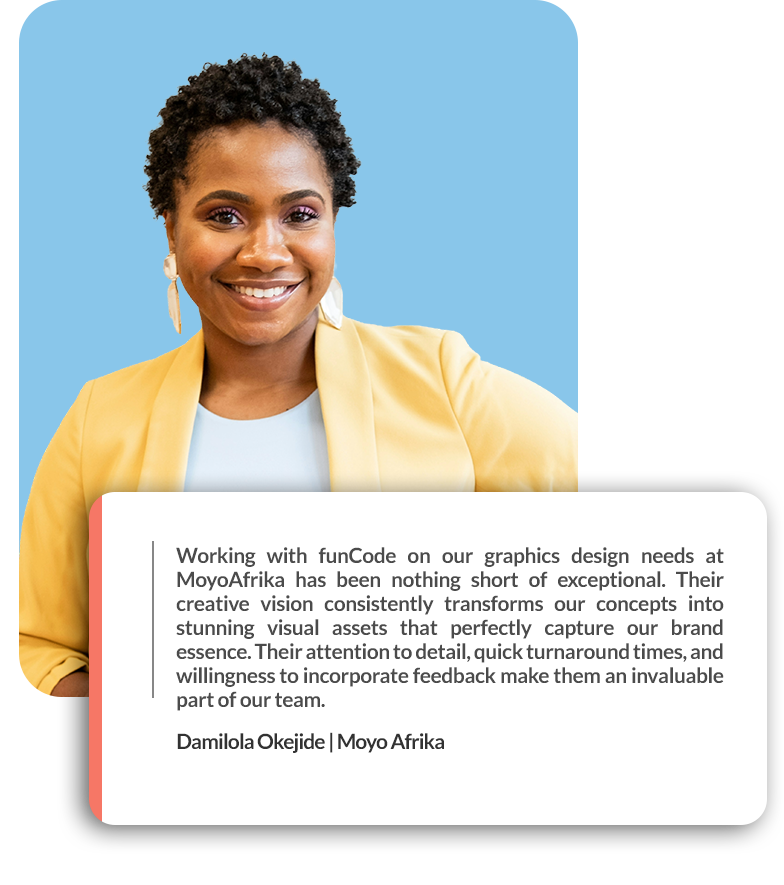 Working with funCode on our graphics design needs at
MoyoAfrika has been nothing short of exceptional. Their
creative vision consistently transforms our concepts into
stunning visual assets that perfectly capture our brand
essence. Their attention to detail, quick turnaround times, and
willingness to incorporate feedback make them an invaluable
part of our team.
Damilola Okejide | Moyo Afrika